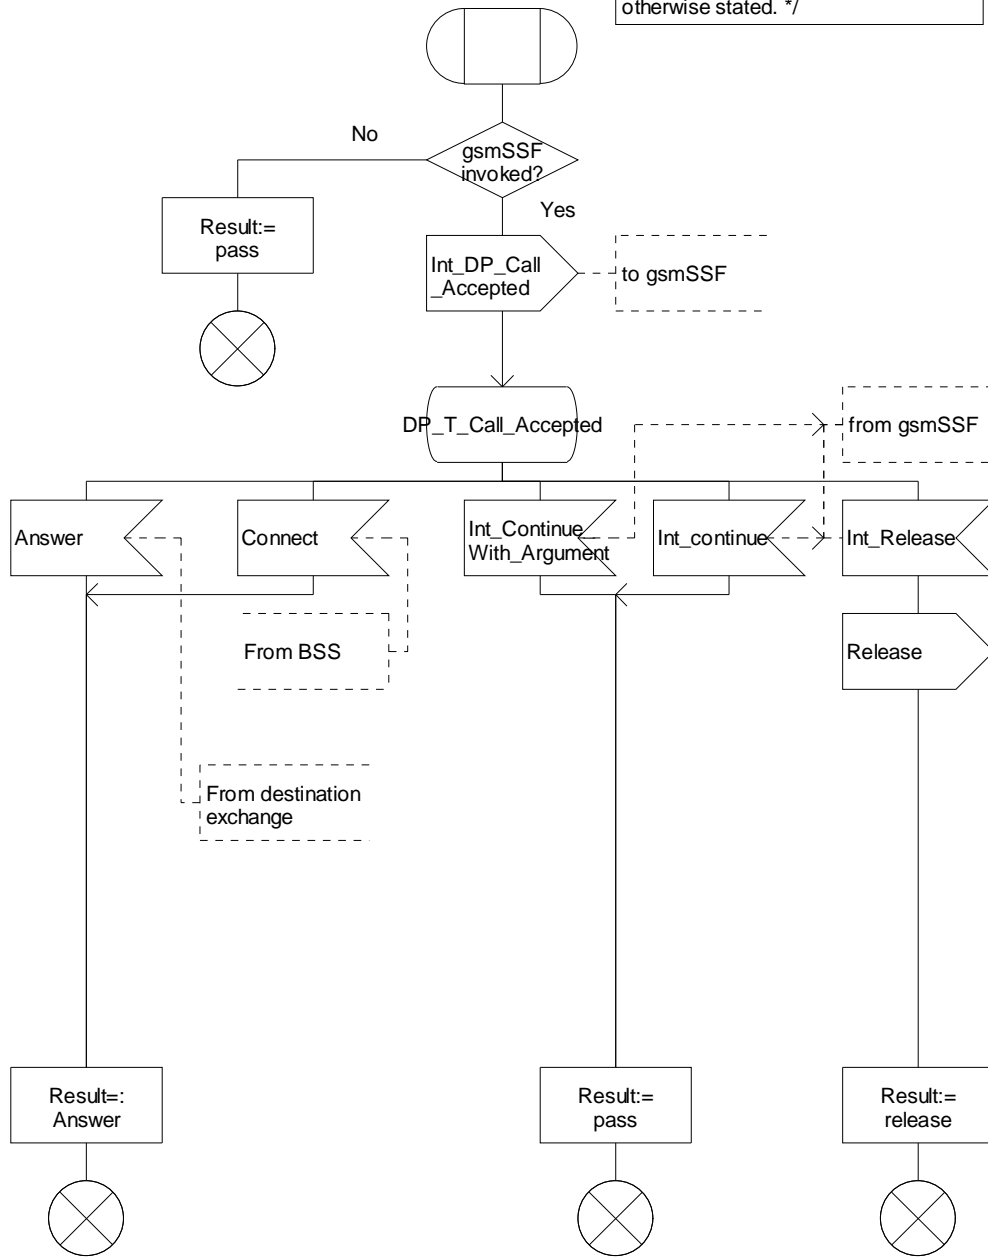 otherwise stated. */
No
gsmSSF
invoked?
Yes
Result:=
pass
Int_DP_Call
_Accepted
to gsmSSF
DP_T_Call_Accepted
from gsmSSF
Answer
Connect
Int_Continue
With_Argument
Int_continue
Int_Release
From BSS
Release
From destination
exchange
Result=:
Answer
Result:=
pass
Result:=
release